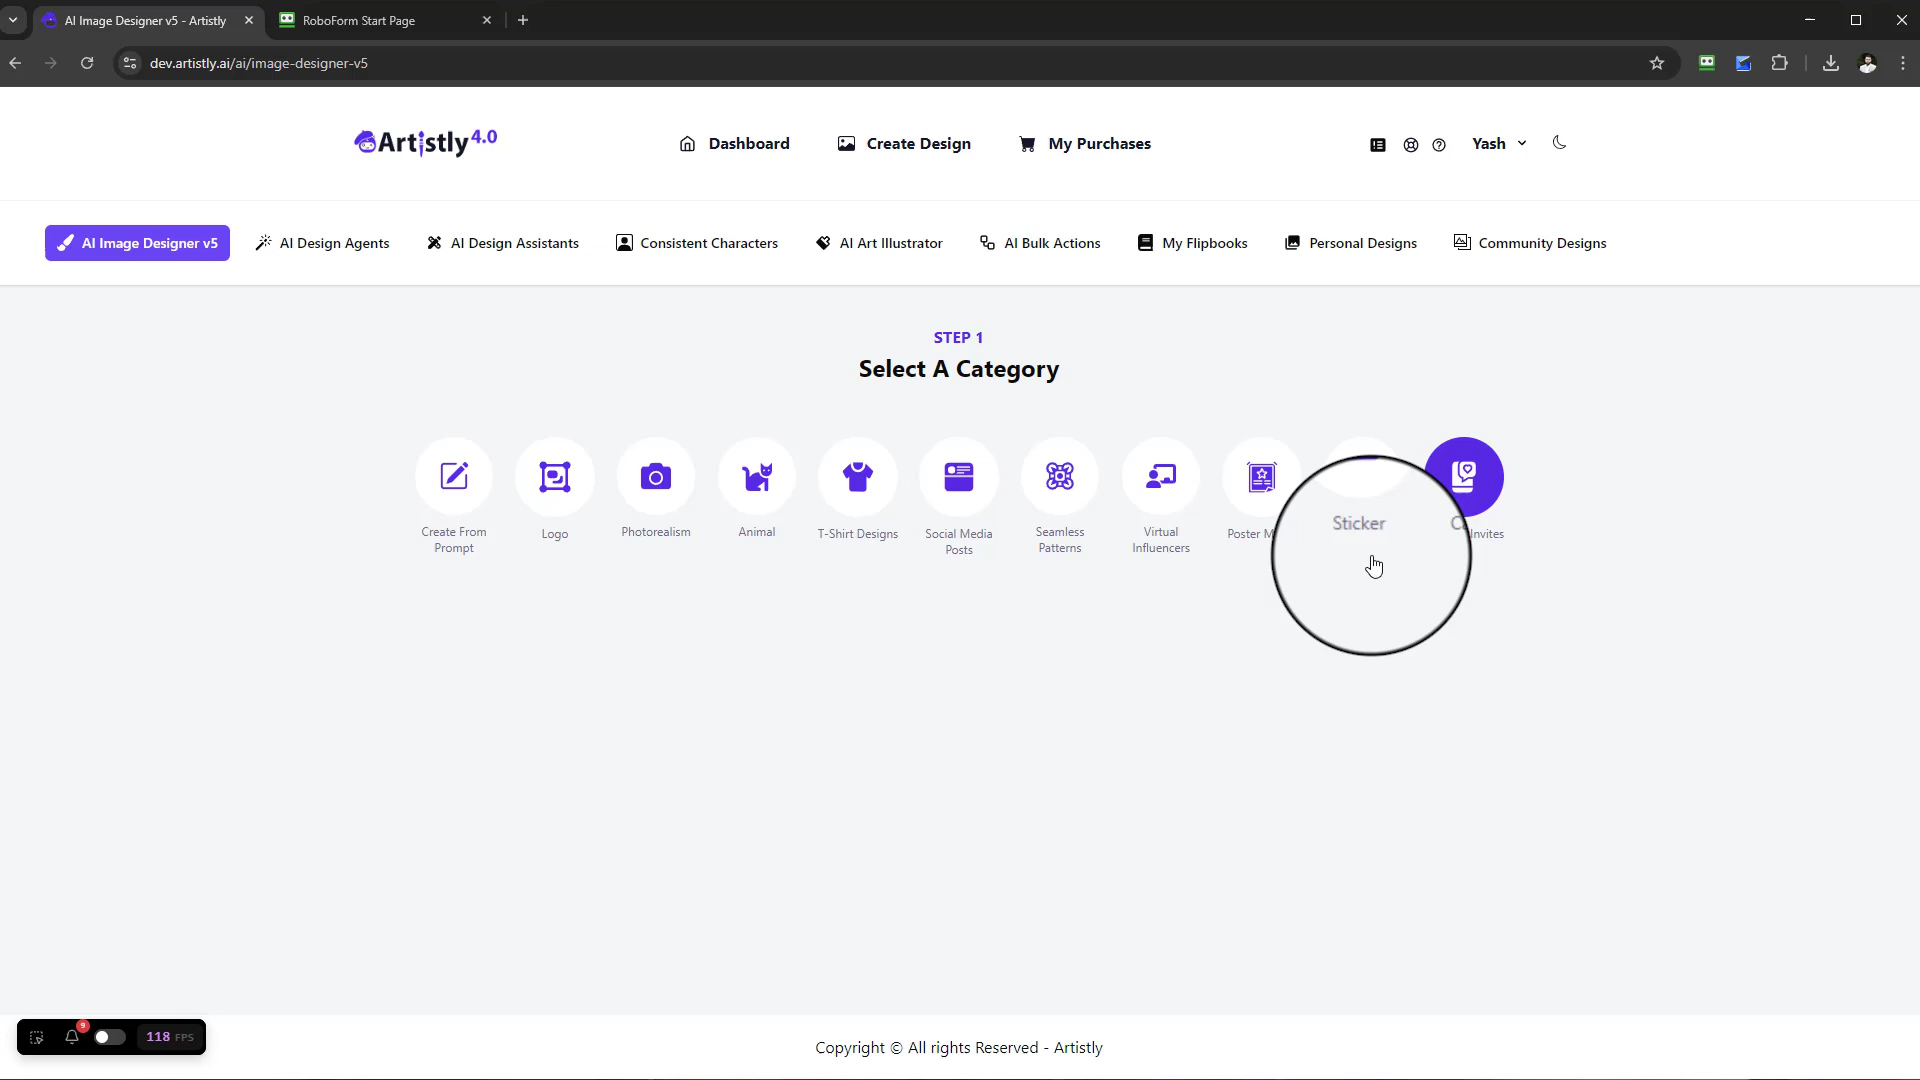 AI Image Designer v5 - Artistly
RoboForm Start Page
dev.artistly.ai/ai/image-designer-v5
Artistly 4.0
Dashboard
Create Design
My Purchases
Yash
AI Image Designer v5
AI Design Agents
AI Design Assistants
Consistent Characters
AI Art Illustrator
AI Bulk Actions
My Flipbooks
Personal Designs
Community Designs
STEP 1
Select A Category
Create From
Prompt
Logo
Photorealism
Animal
T-Shirt Designs
Social Media
Posts
Seamless
Patterns
Virtual
Influencers
Poster
Sticker
Invites
9
118 FPS
Copyright © All rights Reserved - Artistly